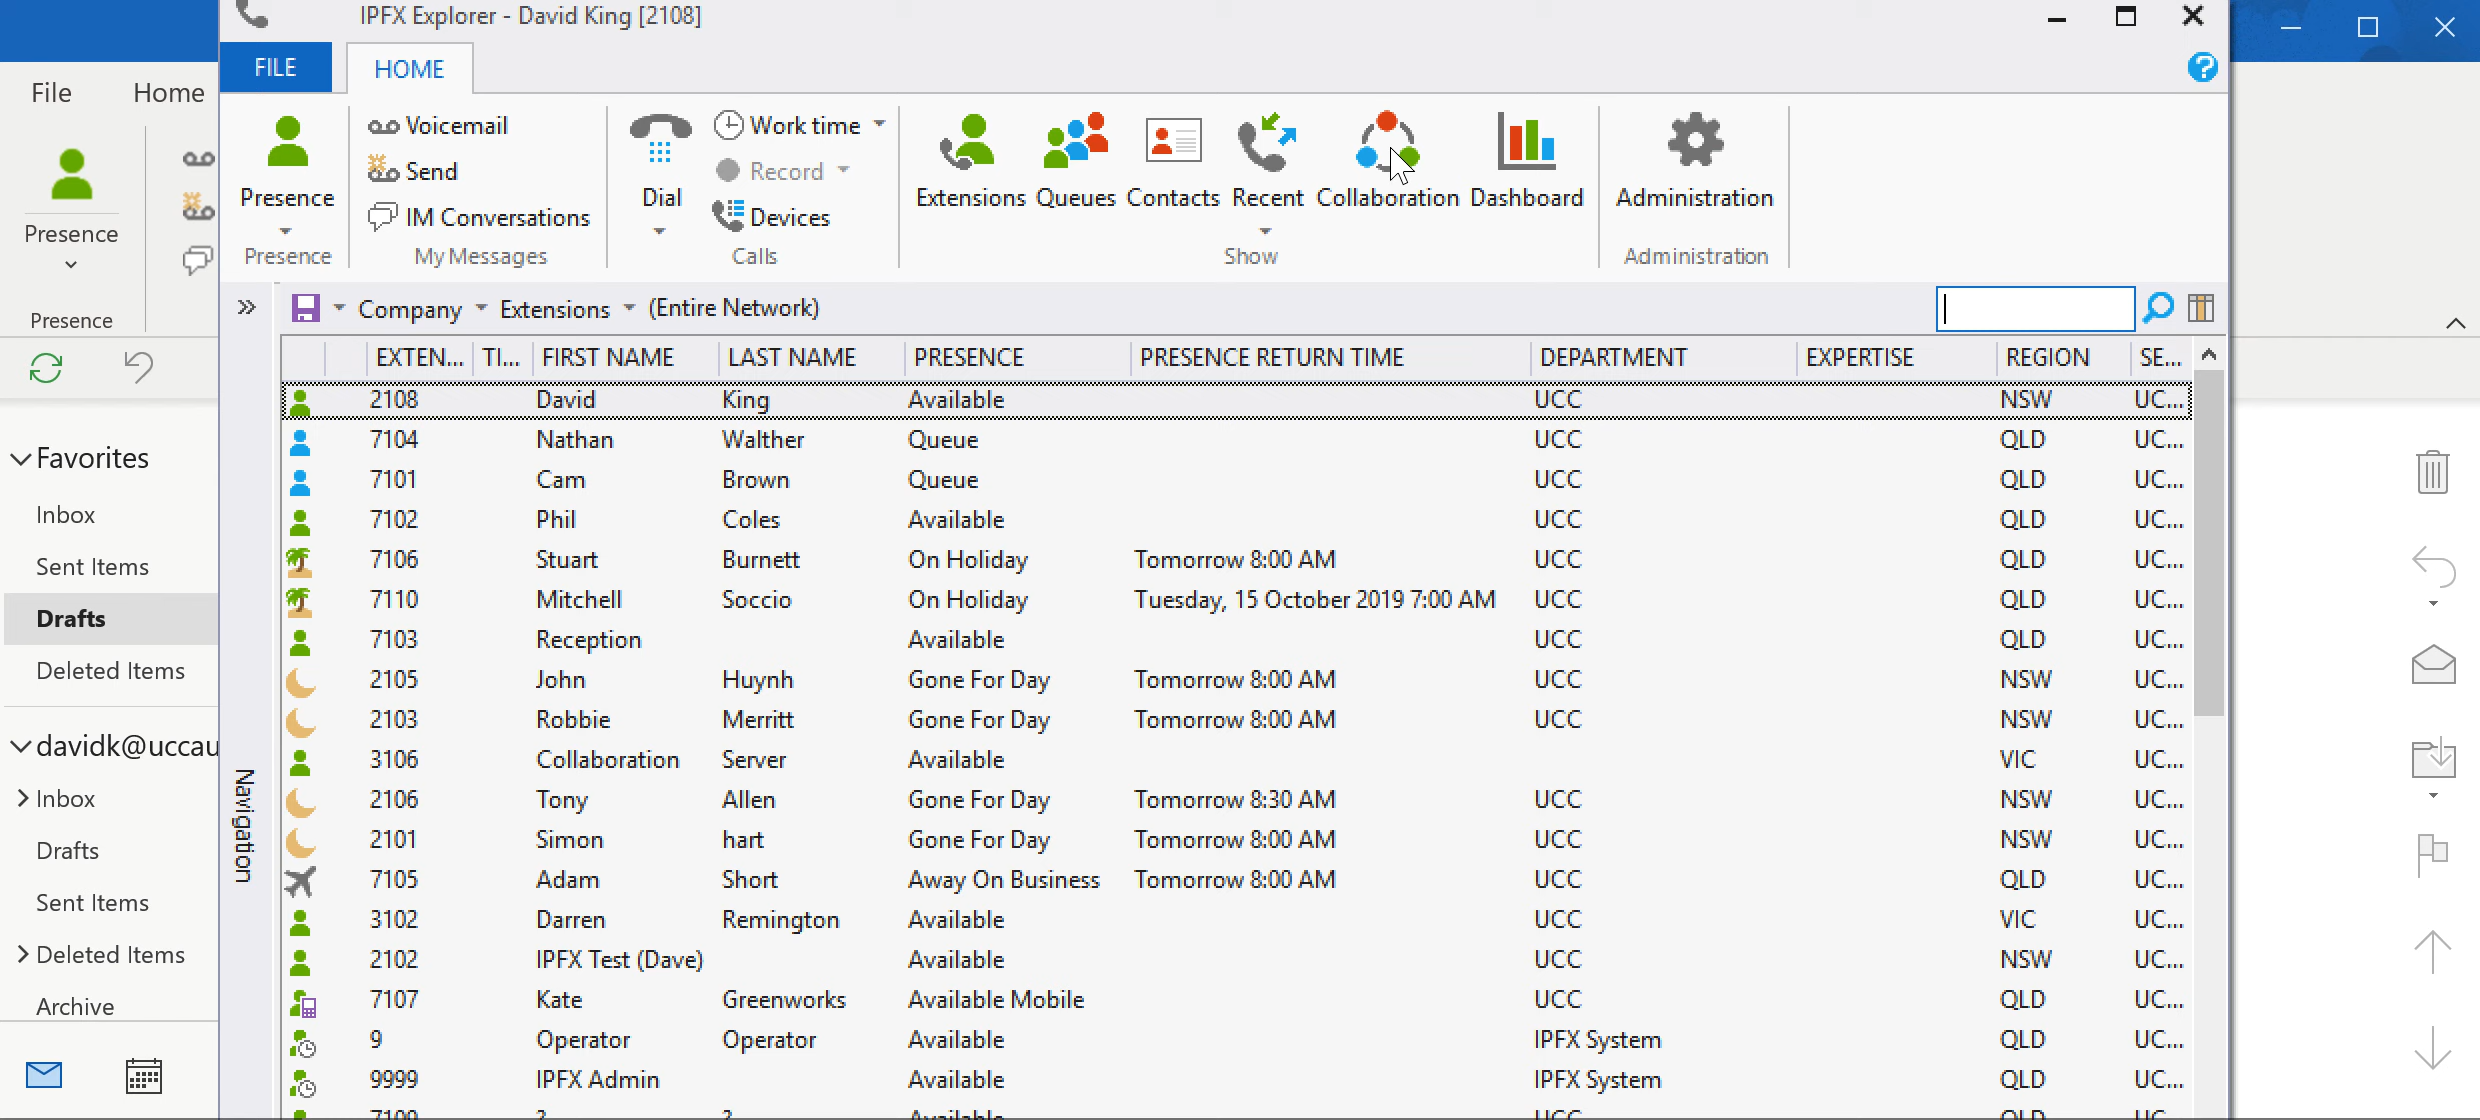 IPFX Explorer - David King [2108]
FILE HOME
File Home
Presence
Voicemail
Send
IM Conversations
My Messages
Presence
Dial
Work time
Record
Devices
Calls
Extensions Queues Contacts Recent Collaboration Dashboard
Show
Administration
Administration
Presence
Presence
Company Extensions (Entire Network)
EXTEN... TI... FIRST NAME LAST NAME PRESENCE PRESENCE RETURN TIME DEPARTMENT EXPERTISE REGION SE...
2108 David King Available UCC NSW UC...
7104 Nathan Walther Queue UCC QLD UC...
7101 Cam Brown Queue UCC QLD UC...
7102 Phil Coles Available UCC QLD UC...
7106 Stuart Burnett On Holiday Tomorrow 8:00 AM UCC QLD UC...
7110 Mitchell Soccio On Holiday Tuesday, 15 October 2019 7:00 AM UCC QLD UC...
7103 Reception Available UCC QLD UC...
2105 John Huynh Gone For Day Tomorrow 8:00 AM UCC NSW UC...
2103 Robbie Merritt Gone For Day Tomorrow 8:00 AM UCC NSW UC...
3106 Collaboration Server Available VIC UC...
2106 Tony Allen Gone For Day Tomorrow 8:30 AM UCC NSW UC...
2101 Simon hart Gone For Day Tomorrow 8:00 AM UCC NSW UC...
7105 Adam Short Away On Business Tomorrow 8:00 AM UCC QLD UC...
3102 Darren Remington Available UCC VIC UC...
2102 IPFX Test (Dave) Available UCC NSW UC...
7107 Kate Greenworks Available Mobile UCC QLD UC...
9 Operator Operator Available IPFX System QLD UC...
9999 IPFX Admin Available IPFX System QLD UC...
7109 ? ? Available UCC QLD UC...
Navigation
Favorites
Inbox
Sent Items
Drafts
Deleted Items
davidk@uccau
Inbox
Drafts
Sent Items
Deleted Items
Archive